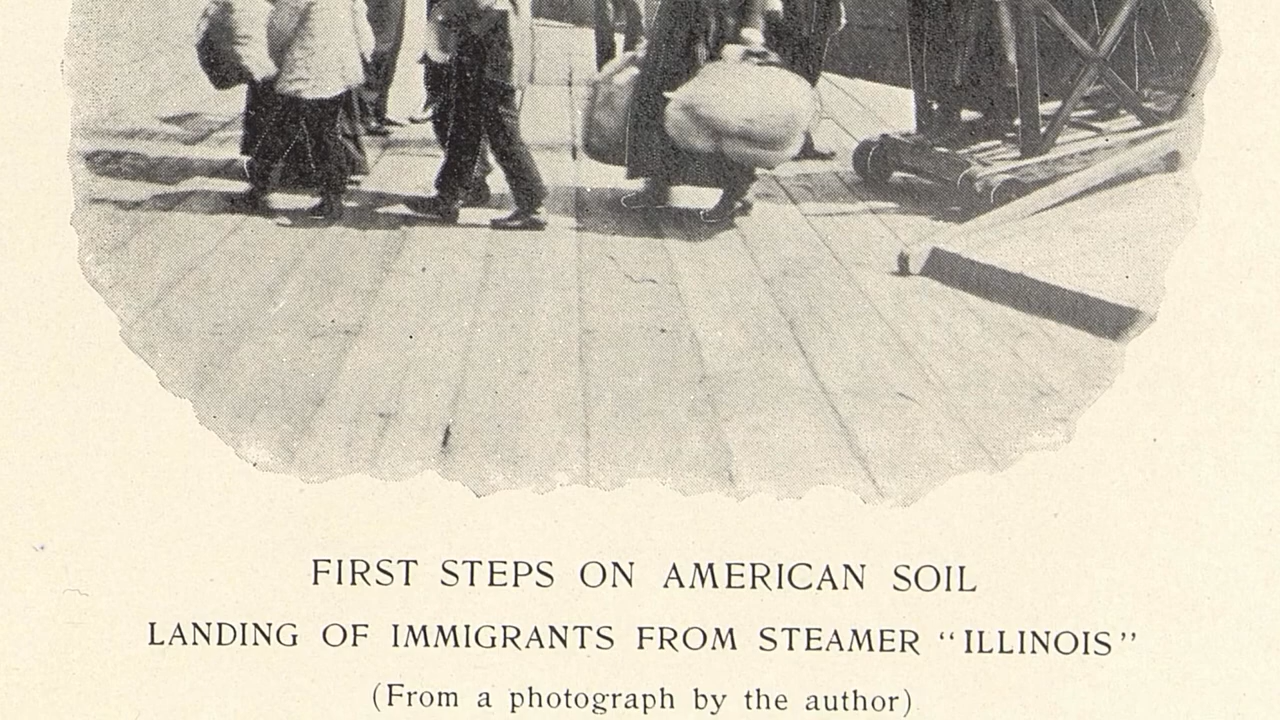 FIRST STEPS ON AMERICAN SOIL
LANDING OF IMMIGRANTS FROM STEAMER “ILLINOIS”
(From a photograph by the author)